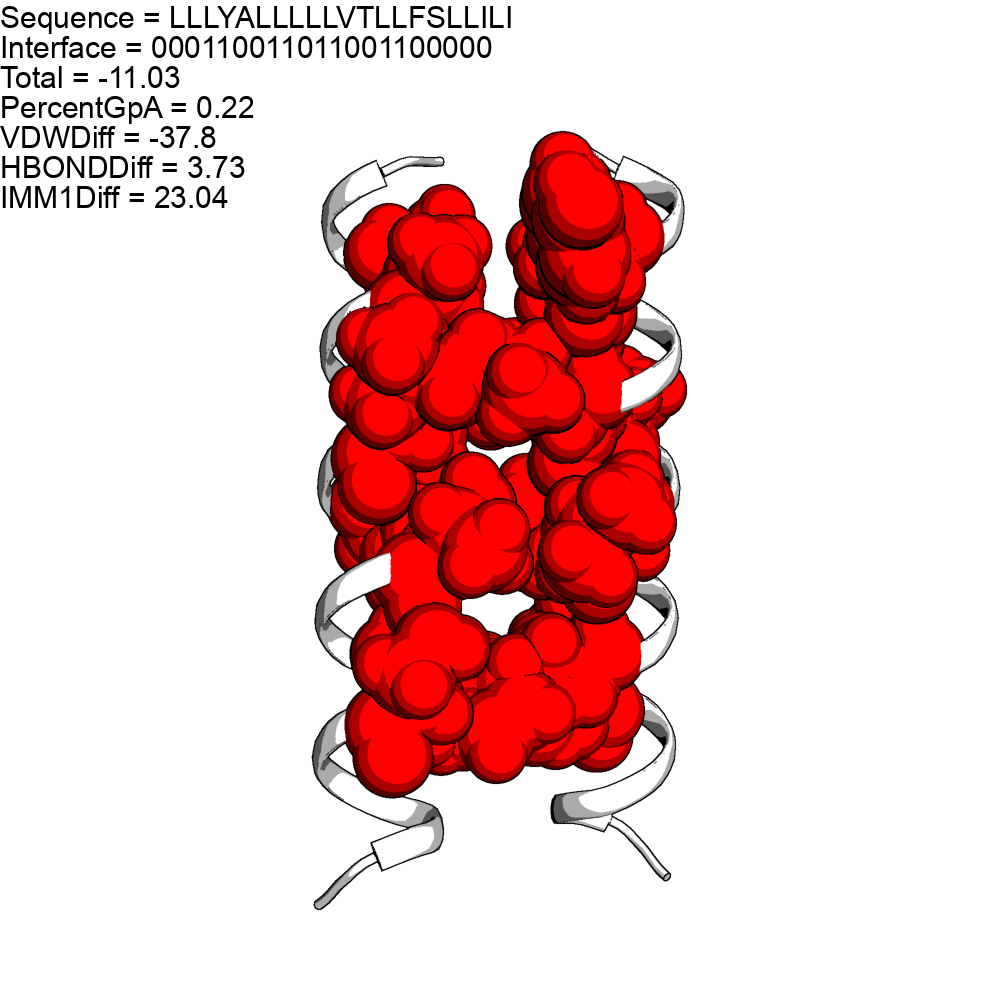 Sequence = LLLYALLLLLVTLLFSLLILI
Interface = 000110011011001100000
Total = -11.03
PercentGpA = 0.22
VDWDiff = -37.8
HBONDDiff = 3.73
IMM1Diff = 23.04